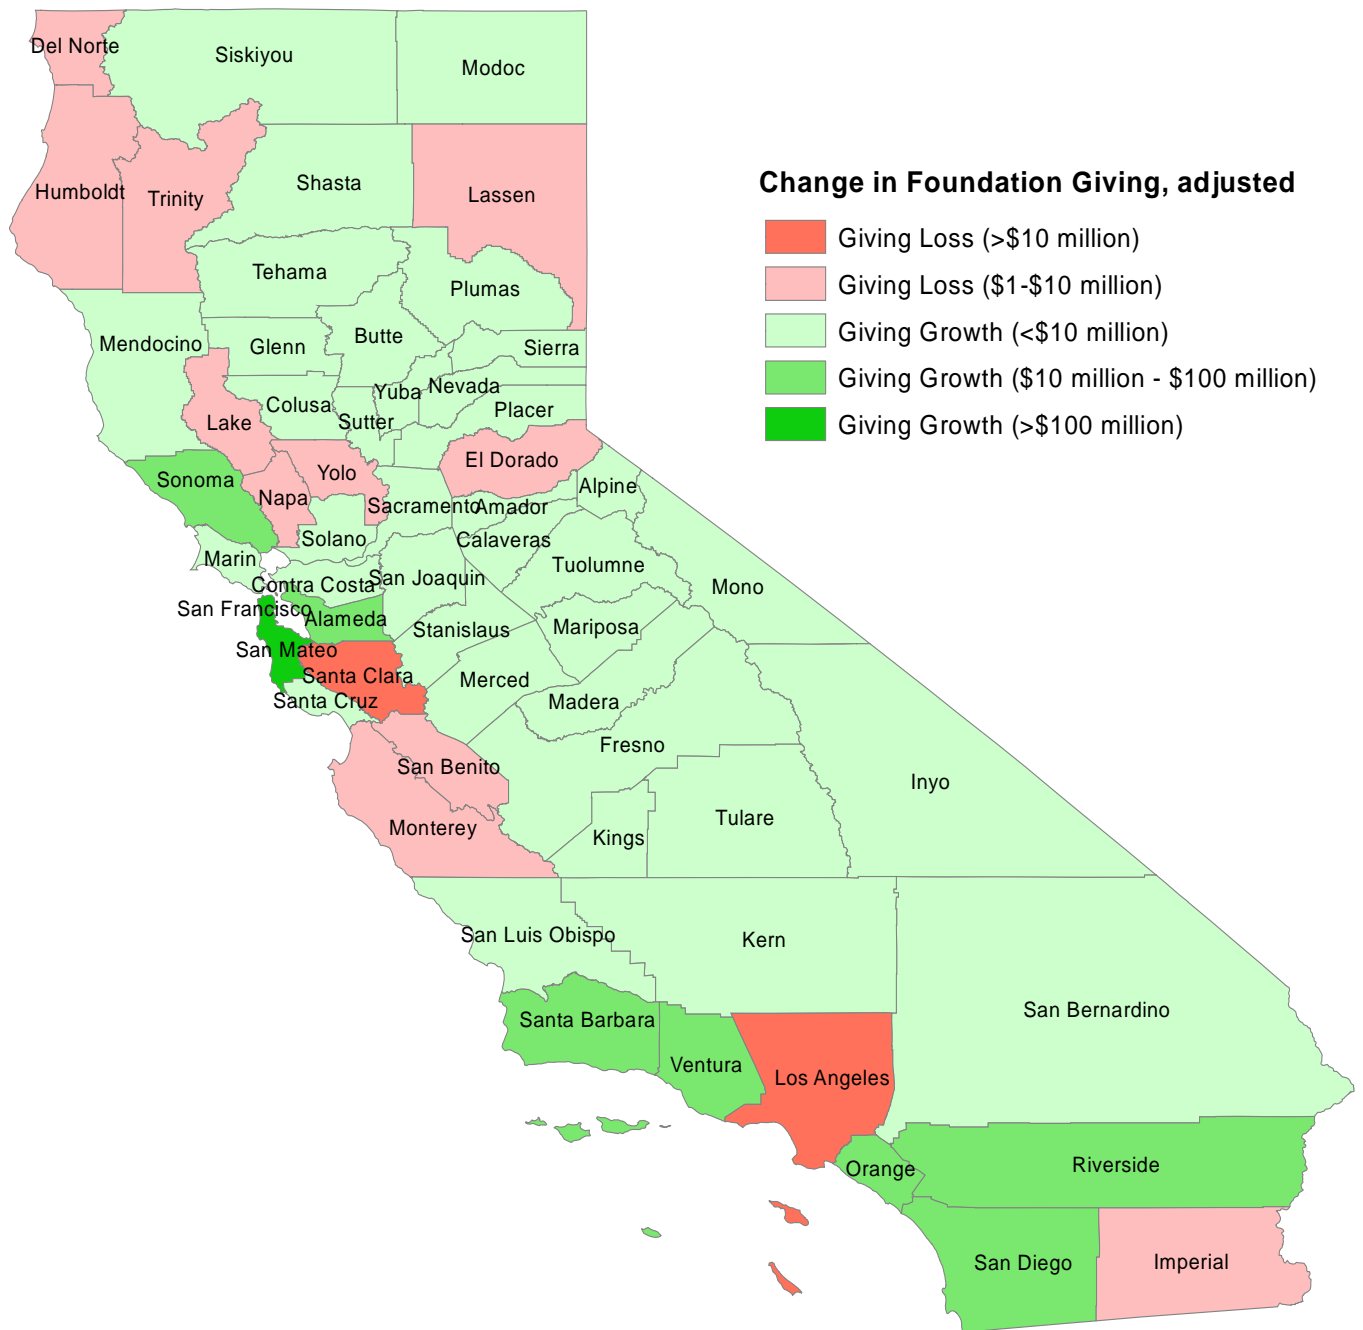 Del Norte
Siskiyou
Modoc
Humboldt
Trinity
Shasta
Lassen
Change in Foundation Giving, adjusted
Giving Loss (>$10 million)
Giving Loss ($1-$10 million)
Giving Growth (<$10 million)
Giving Growth ($10 million - $100 million)
Giving Growth (>$100 million)
Tehama
Plumas
Mendocino
Glenn
Butte
Sierra
Lake
Colusa
Sutter
Yuba
Nevada
Placer
Sonoma
Napa
Yolo
El Dorado
Sacramento
Amador
Alpine
Marin
Solano
Calaveras
Contra Costa
San Joaquin
Tuolumne
Mono
San Francisco
Alameda
Stanislaus
Mariposa
San Mateo
Santa Clara
Merced
Santa Cruz
Madera
San Benito
Fresno
Inyo
Monterey
Kings
Tulare
San Luis Obispo
Kern
San Bernardino
Santa Barbara
Ventura
Los Angeles
Orange
Riverside
San Diego
Imperial